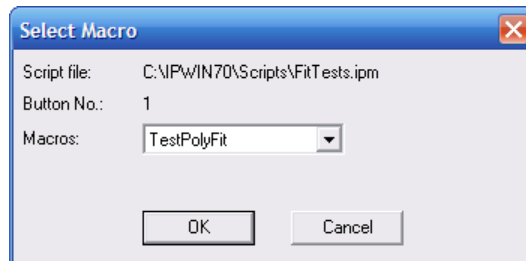 Select Macro
Script file: C:\IPWIN70\Scripts\FitTests.ipm
Button No.: 1
Macros: TestPolyFit
OK Cancel